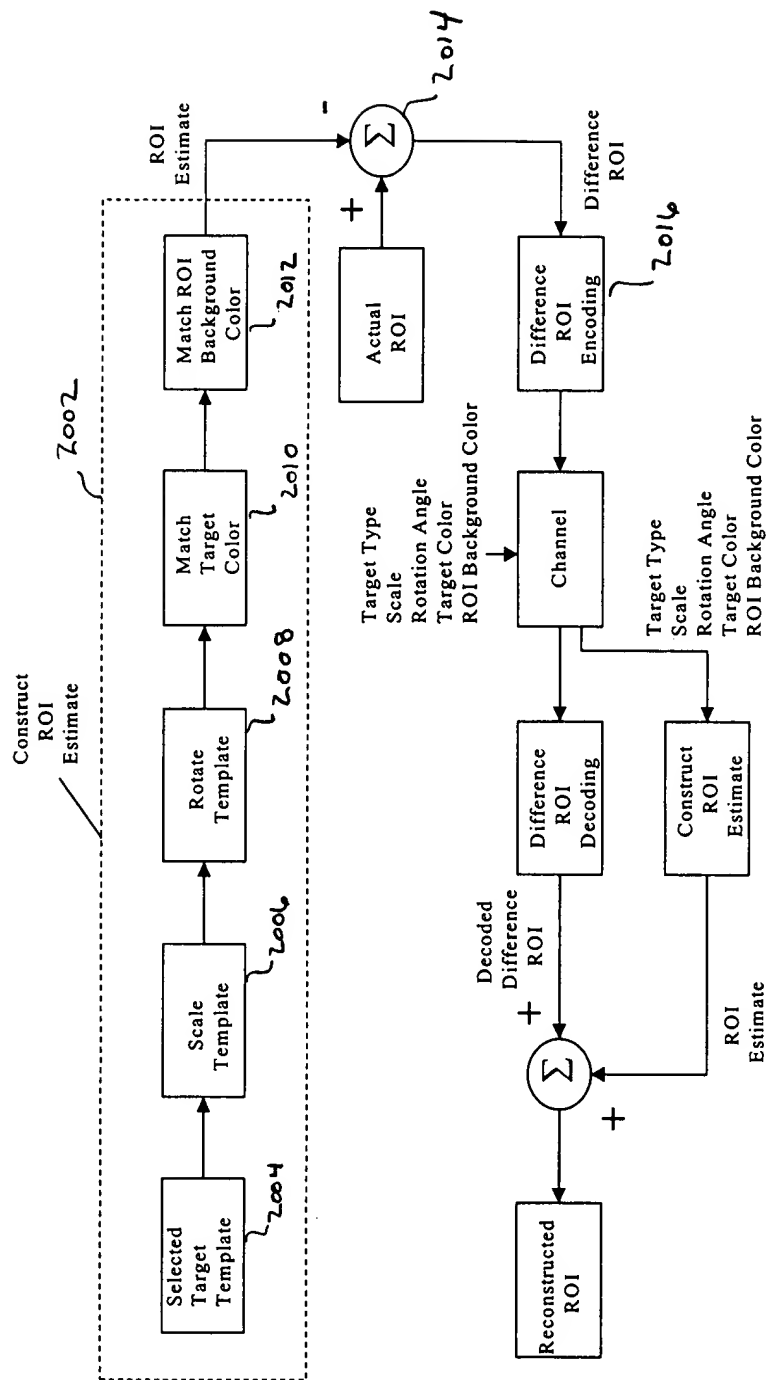 Construct
ROI
Estimate
2002
Selected
Target
Template
2004
Scale
Template
2006
Rotate
Template
2008
Match
Target
Color
2010
Match ROI
Background
Color
2012
ROI
Estimate
-
Σ
2014
+
Actual
ROI
Difference
ROI
Difference
ROI
Encoding
2016
Target Type
Scale
Rotation Angle
Target Color
ROI Background Color
Channel
Target Type
Scale
Rotation Angle
Target Color
ROI Background Color
Difference
ROI
Decoding
Construct
ROI
Estimate
Decoded
Difference
ROI
+
ROI
Estimate
+
Σ
Reconstructed
ROI